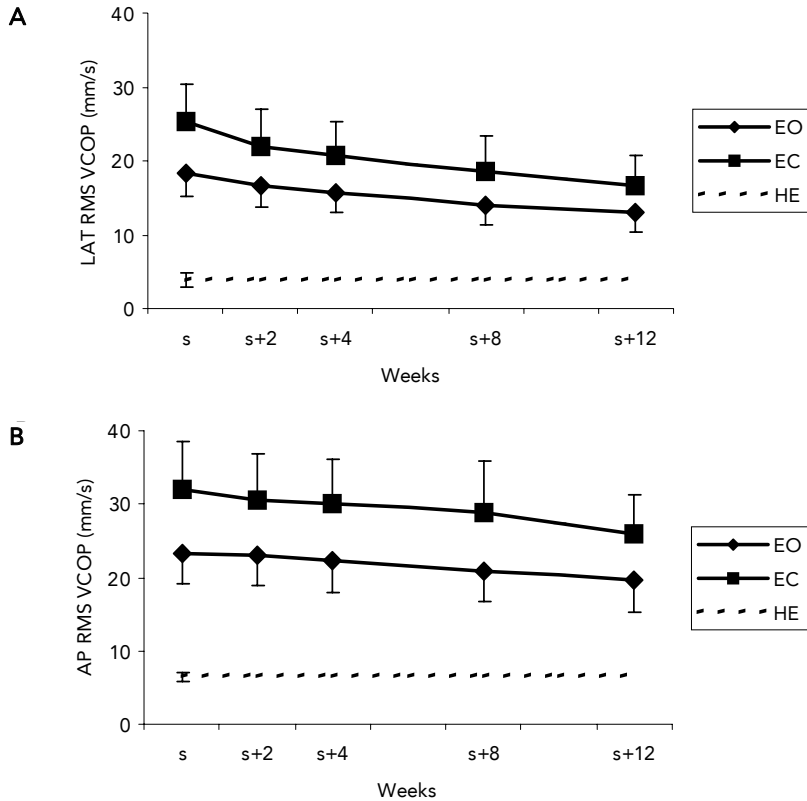 A
LAT RMS VCOP (mm/s)
40
30
20
10
0
s s+2 s+4 s+8 s+12
Weeks
EO
EC
HE
B
AP RMS VCOP (mm/s)
40
30
20
10
0
s s+2 s+4 s+8 s+12
Weeks
EO
EC
HE